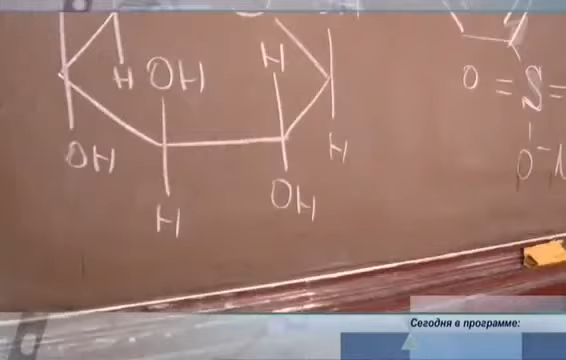 H OH H
O =S=
OH H
O⁻
H OH
Сегодня в программе: